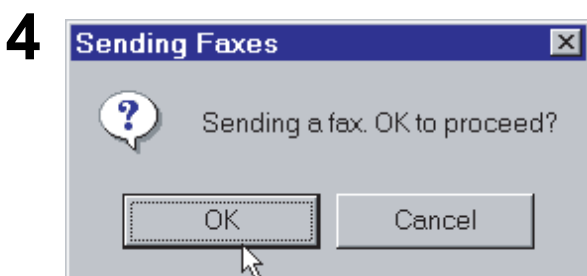 4
Sending Faxes
?
Sending a fax. OK to proceed?
OK
Cancel